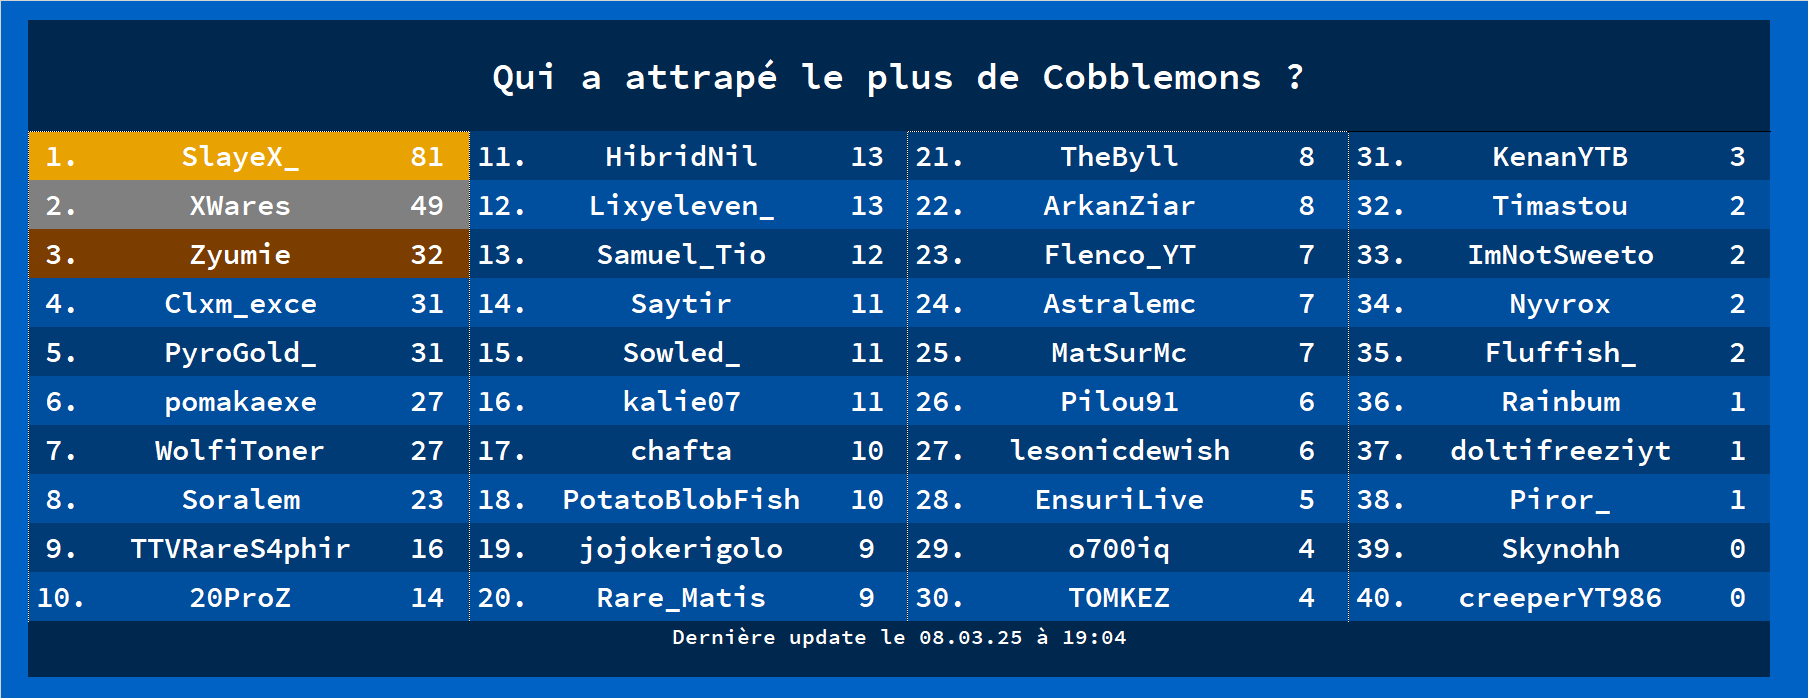 Qui a attrapé le plus de Cobblemons ?
1. SlayeX_ 81 11. HibridNil 13 21. TheByll 8 31. KenanYTB 3
2. XWares 49 12. Lixyeleven_ 13 22. ArkanZiar 8 32. Timastou 2
3. Zyumie 32 13. Samuel_Tio 12 23. Flenco_YT 7 33. ImNotSweeto 2
4. Clxm_exce 31 14. Saytir 11 24. Astralemc 7 34. Nyvrox 2
5. PyroGold_ 31 15. Sowled_ 11 25. MatSurMc 7 35. Fluffish_ 2
6. pomakaexe 27 16. kalie07 11 26. Pilou91 6 36. Rainbum 1
7. WolfiToner 27 17. chafta 10 27. lesonicdewish 6 37. doltifreeziyt 1
8. Soralem 23 18. PotatoBlobFish 10 28. EnsuriLive 5 38. Piror_ 1
9. TTVRareS4phir 16 19. jojokerigolo 9 29. o700iq 4 39. Skynohh 0
10. 20ProZ 14 20. Rare_Matis 9 30. TOMKEZ 4 40. creeperYT986 0
Dernière update le 08.03.25 à 19:04